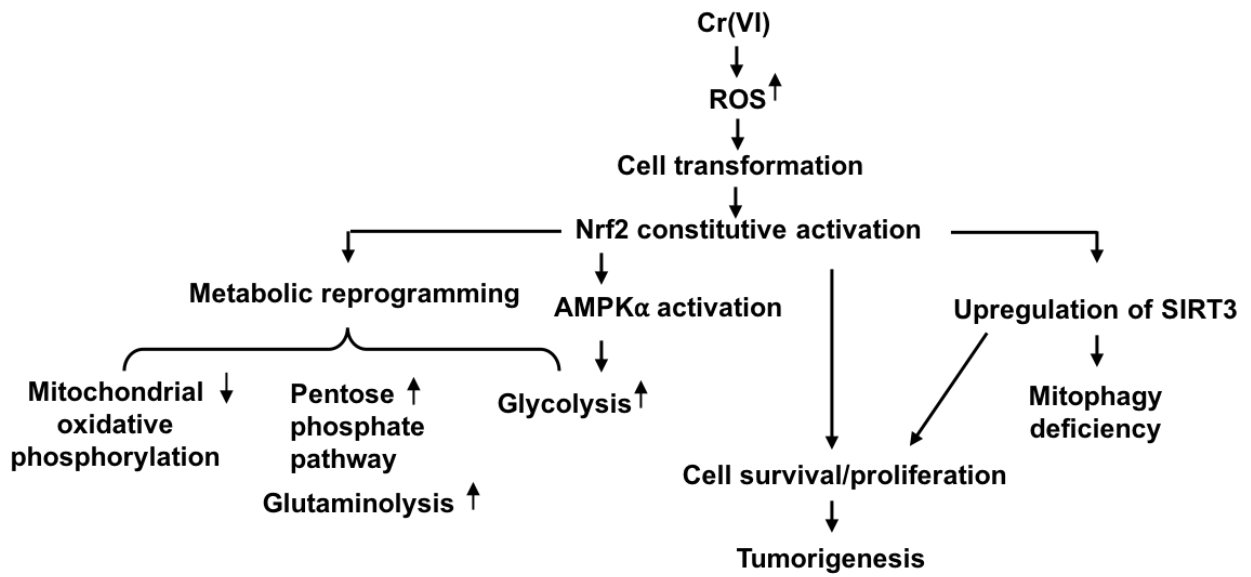 Cr(VI)
ROS↑
Cell transformation
Nrf2 constitutive activation
Metabolic reprogramming
AMPKα activation
Upregulation of SIRT3
Mitochondrial ↓
oxidative
phosphorylation
Pentose ↑
phosphate
pathway
Glutaminolysis ↑
Glycolysis↑
Mitophagy
deficiency
Cell survival/proliferation
Tumorigenesis